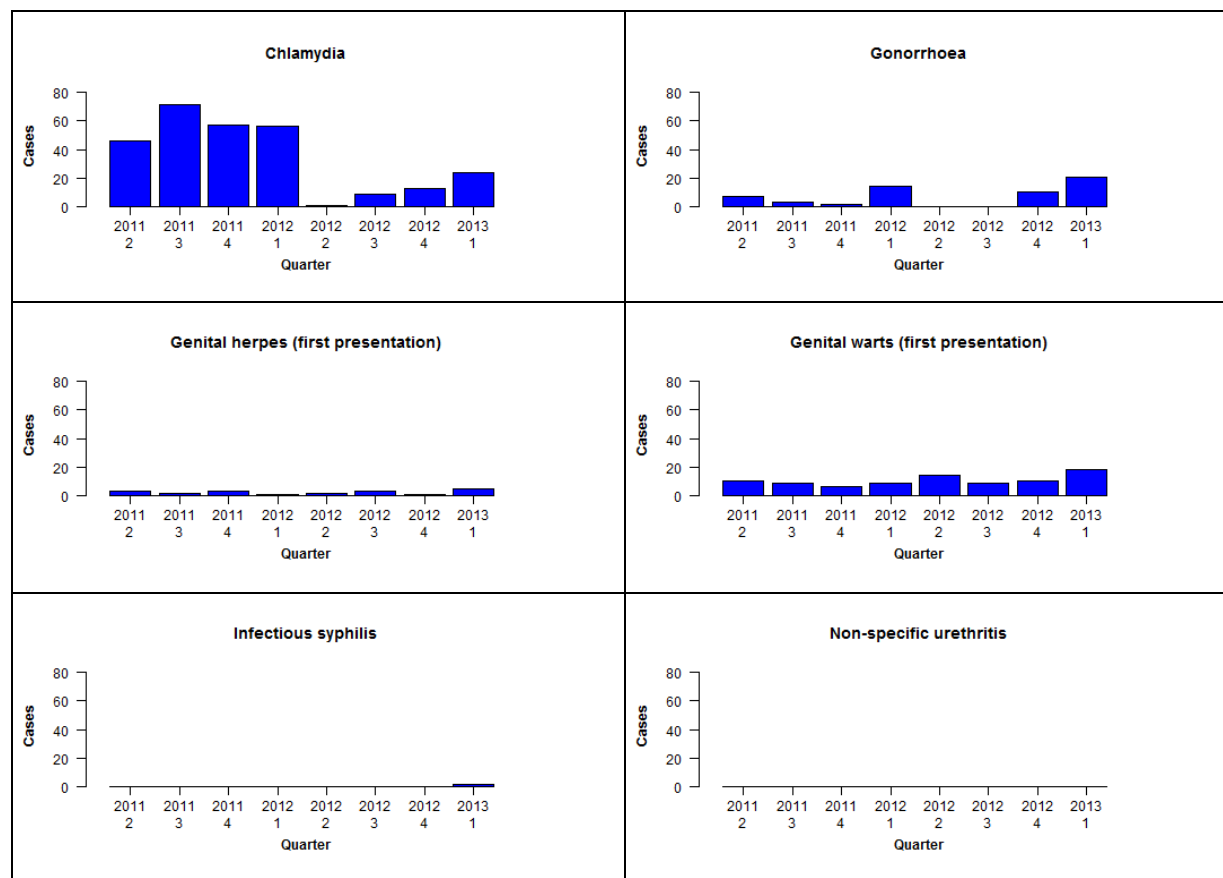 Chlamydia
80
60
40
20
0
Cases
2011 2011 2011 2012 2012 2012 2012 2013
2 3 4 1 2 3 4 1
Quarter
Gonorrhoea
80
60
40
20
0
Cases
2011 2011 2011 2012 2012 2012 2012 2013
2 3 4 1 2 3 4 1
Quarter
Genital herpes (first presentation)
80
60
40
20
0
Cases
2011 2011 2011 2012 2012 2012 2012 2013
2 3 4 1 2 3 4 1
Quarter
Genital warts (first presentation)
80
60
40
20
0
Cases
2011 2011 2011 2012 2012 2012 2012 2013
2 3 4 1 2 3 4 1
Quarter
Infectious syphilis
80
60
40
20
0
Cases
2011 2011 2011 2012 2012 2012 2012 2013
2 3 4 1 2 3 4 1
Quarter
Non-specific urethritis
80
60
40
20
0
Cases
2011 2011 2011 2012 2012 2012 2012 2013
2 3 4 1 2 3 4 1
Quarter